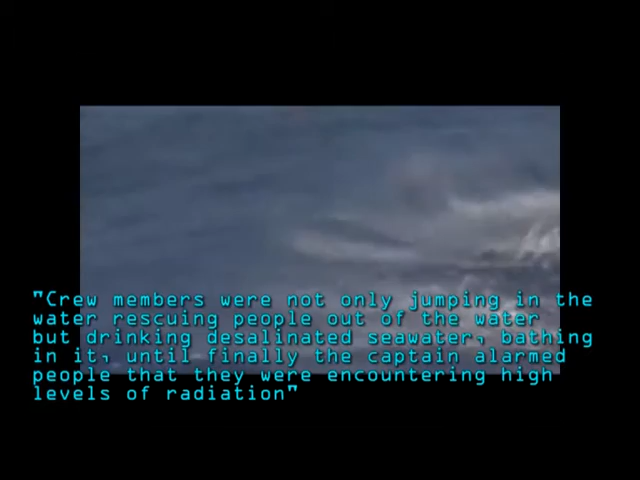 "Crew members were not only jumping in the
water rescuing people out of the water
but drinking desalinated seawater, bathing
in it, until finally the captain alarmed
people that they were encountering high
levels of radiation"